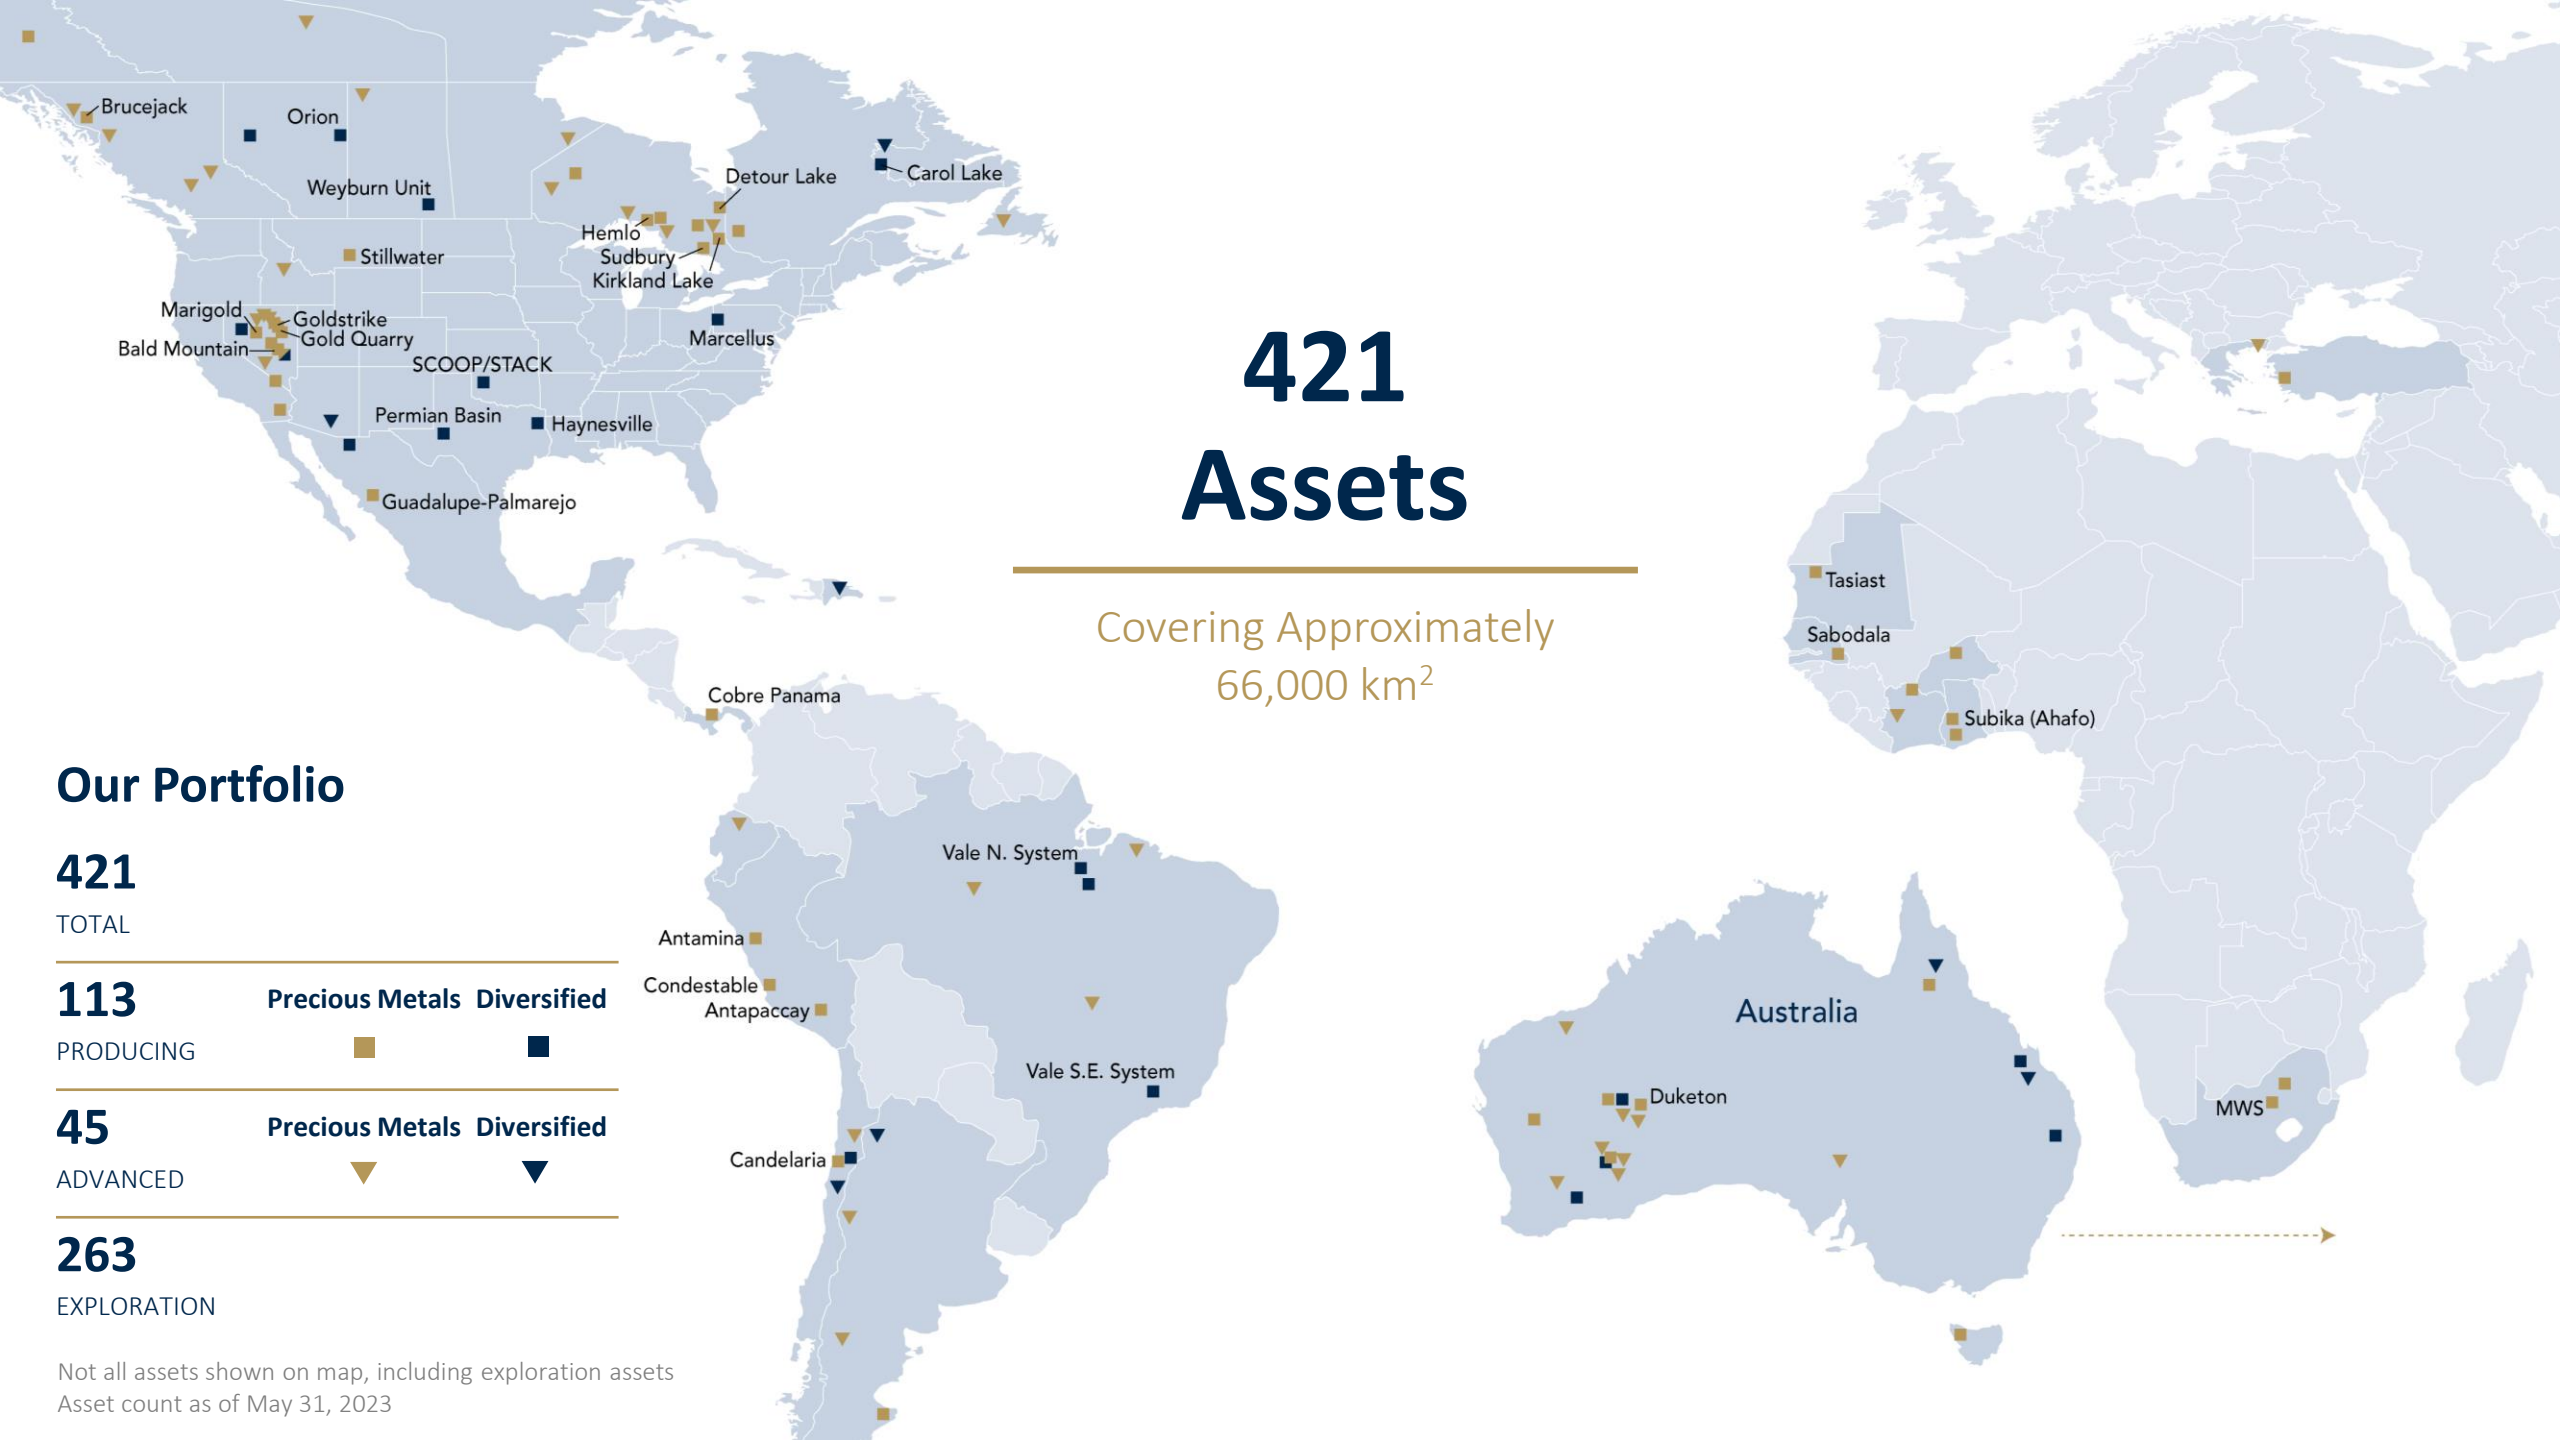 Brucejack
Orion
Weyburn Unit
Detour Lake
Carol Lake
Hemlo
Sudbury
Kirkland Lake
Stillwater
Marigold
Goldstrike
Gold Quarry
Bald Mountain
SCOOP/STACK
Marcellus
Permian Basin
Haynesville
Guadalupe-Palmarejo
421
Assets
Covering Approximately
66,000 km²
Tasiast
Sabodala
Subika (Ahafo)
Cobre Panama
Vale N. System
Antamina
Condestable
Antapaccay
Vale S.E. System
Candelaria
Australia
Duketon
MWS
Our Portfolio
421
TOTAL
113 Precious Metals Diversified
PRODUCING
45 Precious Metals Diversified
ADVANCED
263
EXPLORATION
Not all assets shown on map, including exploration assets
Asset count as of May 31, 2023